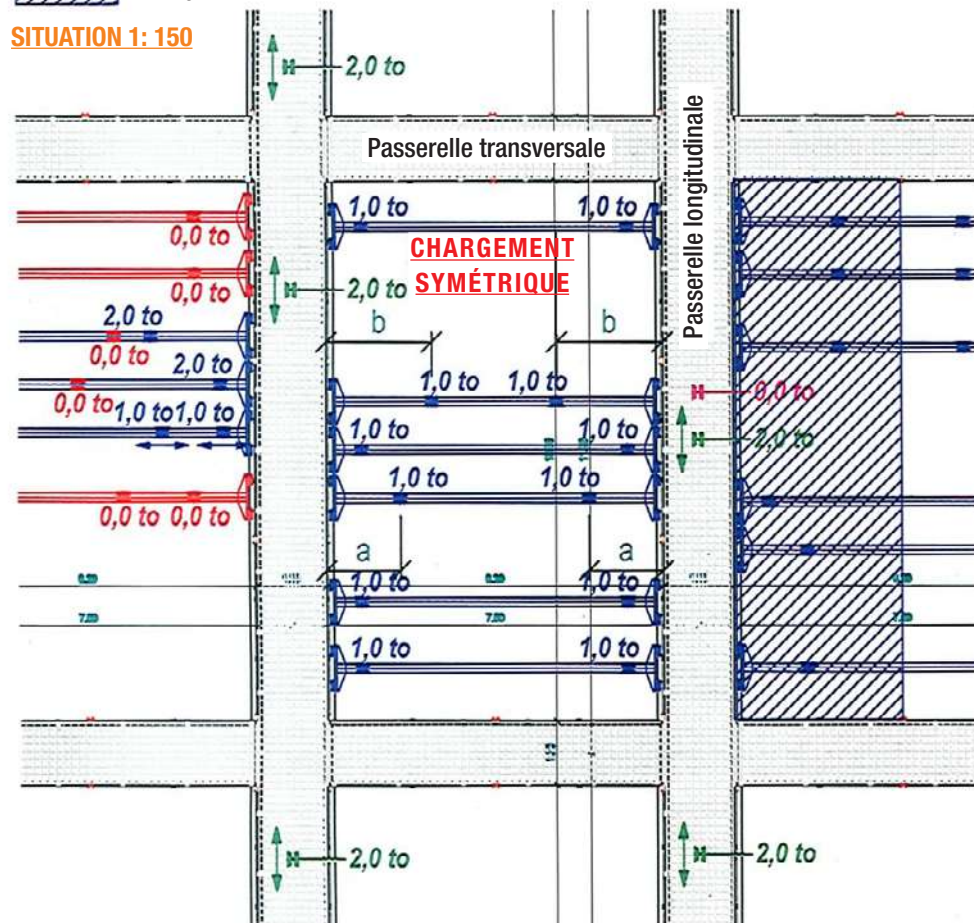 SITUATION 1: 150
2,0 to
Passerelle transversale
Passerelle longitudinale
1,0 to 1,0 to
0,0 to
CHARGEMENT
SYMÉTRIQUE
0,0 to
2,0 to
2,0 to
b b
0,0 to
2,0 to
1,0 to 1,0 to
0,0 to
0,0 to
1,0 to 1,0 to
1,0 to 1,0 to
2,0 to
1,0 to 1,0 to
0,0 to 0,0 to
a a
1,0 to 1,0 to
7.20 7.20
1,0 to 1,0 to
2,0 to 2,0 to